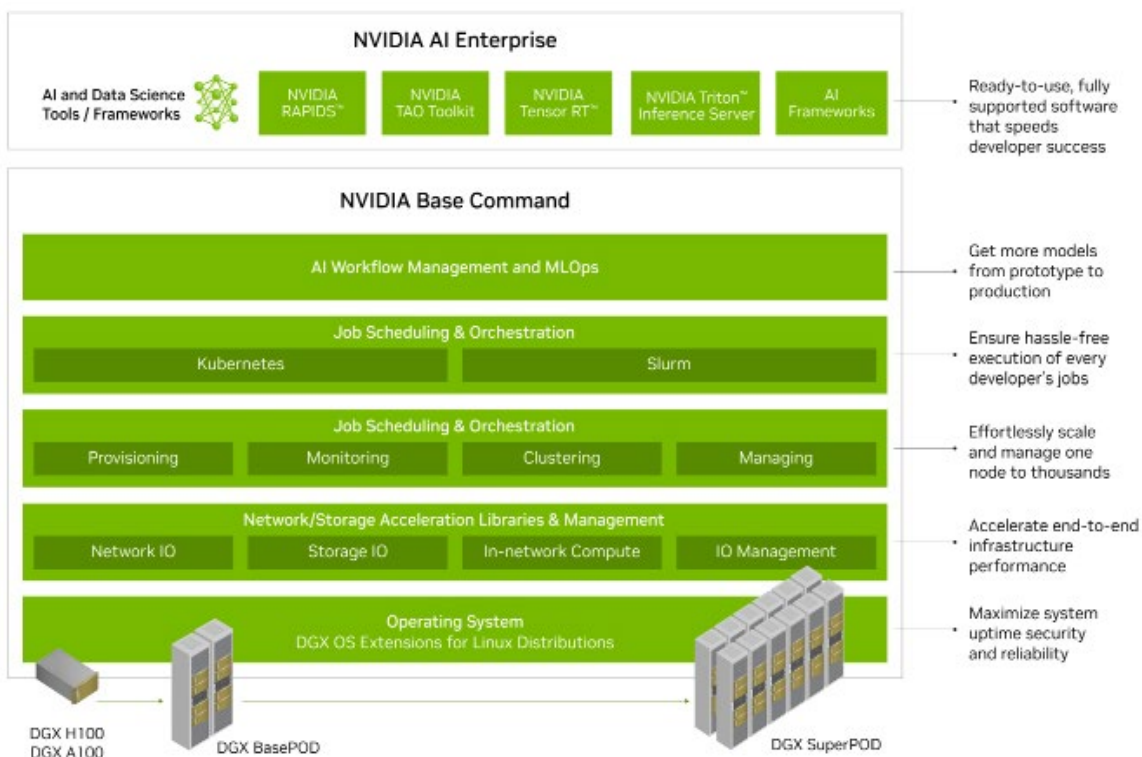 NVIDIA AI Enterprise
AI and Data Science
Tools / Frameworks
NVIDIA
RAPIDS™
NVIDIA
TAO Toolkit
NVIDIA
Tensor RT™
NVIDIA Triton™
Inference Server
AI
Frameworks
Ready-to-use, fully
supported software
that speeds
developer success
NVIDIA Base Command
AI Workflow Management and MLOps
Get more models
from prototype to
production
Job Scheduling & Orchestration
Kubernetes
Slurm
Ensure hassle-free
execution of every
developer's jobs
Job Scheduling & Orchestration
Provisioning
Monitoring
Clustering
Managing
Effortlessly scale
and manage one
node to thousands
Network/Storage Acceleration Libraries & Management
Network IO
Storage IO
In-network Compute
IO Management
Accelerate end-to-end
infrastructure
performance
Operating System
DGX OS Extensions for Linux Distributions
Maximize system
uptime security
and reliability
DGX H100
DGX A100
DGX BasePOD
DGX SuperPOD